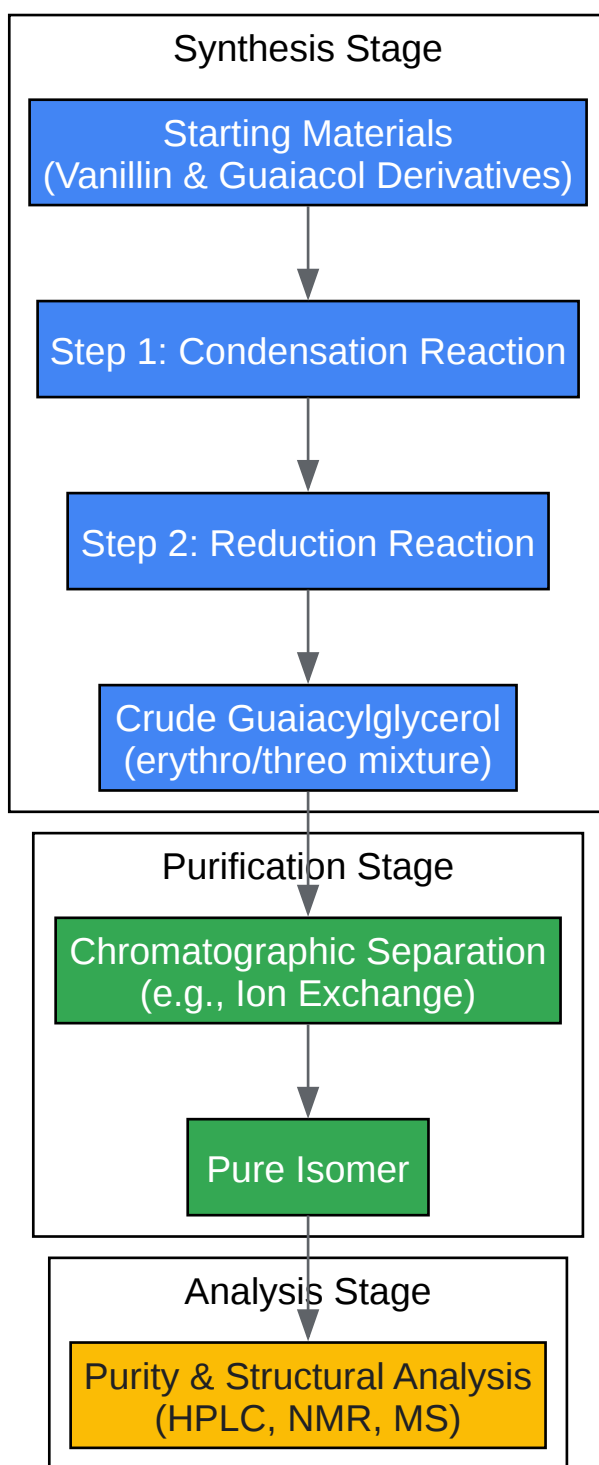 Synthesis Stage
Starting Materials
(Vanillin & Guaiacol Derivatives)
Step 1: Condensation Reaction
Step 2: Reduction Reaction
Crude Guaiacylglycerol
(erythro/threo mixture)
Purification Stage
Chromatographic Separation
(e.g., Ion Exchange)
Pure Isomer
Analysis Stage
Purity & Structural Analysis
(HPLC, NMR, MS)